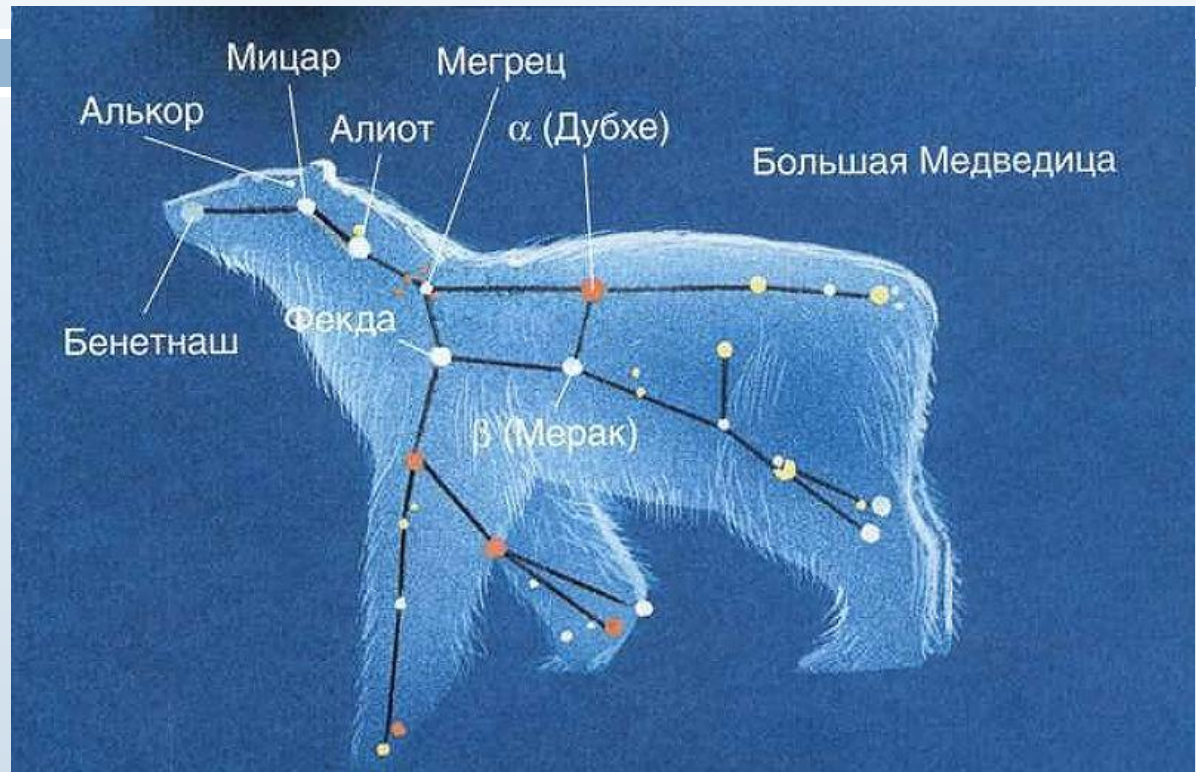 Мицар
Мегрец
Алькор
Алиот
α (Дубхе)
Большая Медведица
Фекда
Бенетнаш
β (Мерак)